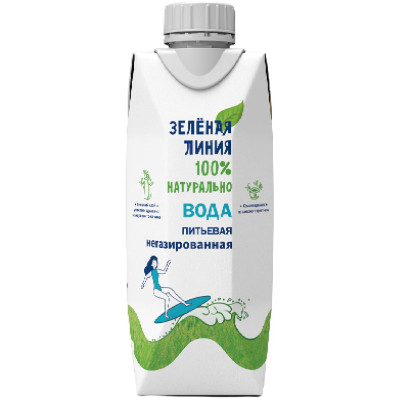 ЗЕЛЁНАЯ
ЛИНИЯ
100%
НАТУРАЛЬНО
ВОДА
ПИТЬЕВАЯ
негазированная